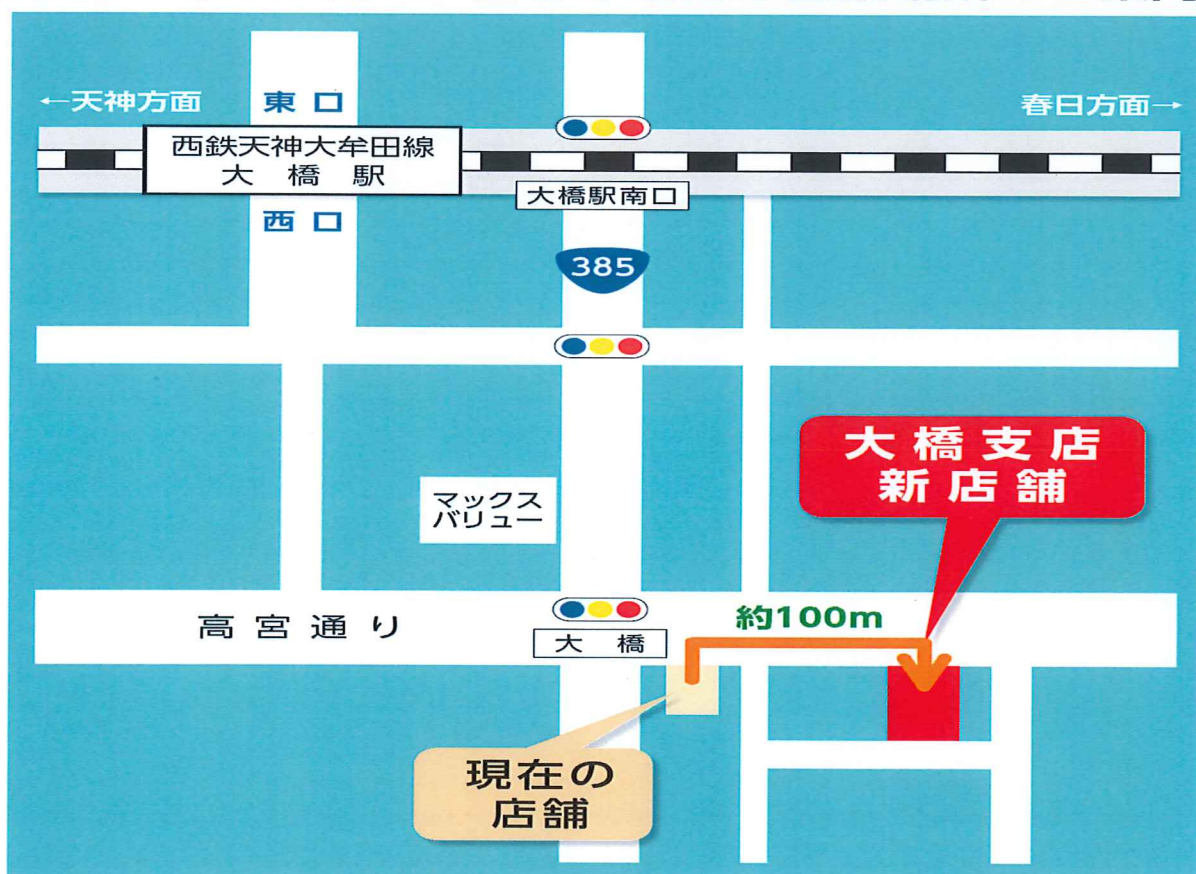 ←天神方面
東口
春日方面→
西鉄天神大牟田線
大橋駅
大橋駅南口
西口
385
大橋支店
新店舗
マックス
バリュー
高宮通り
約100m
大橋
現在の
店舗